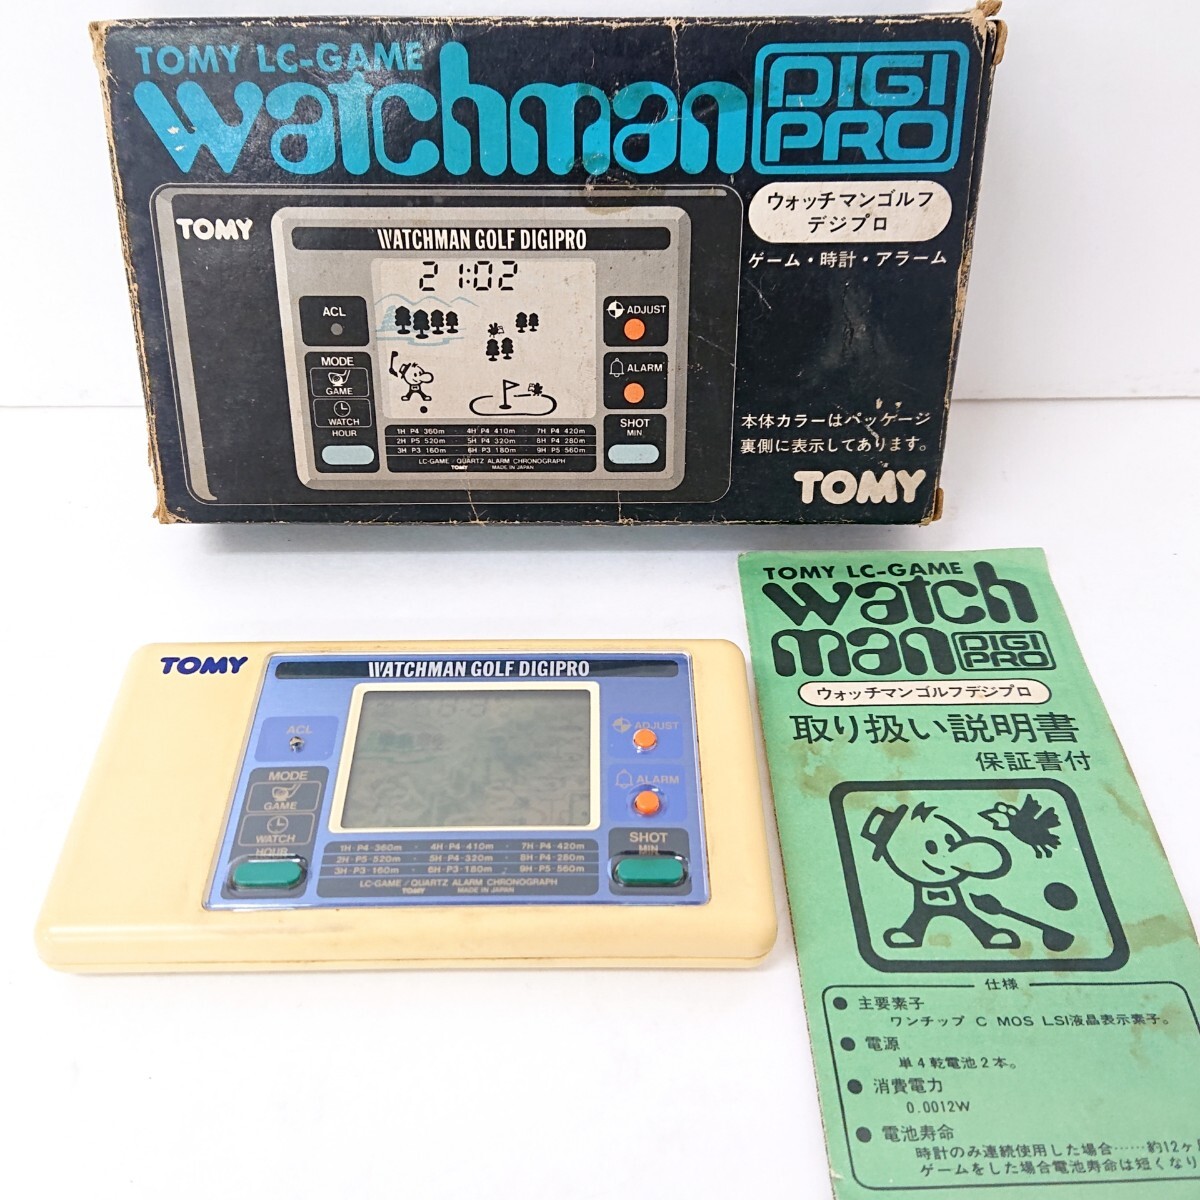 TOMY LC-GAME
watchman DIGI PRO
ウォッチマンゴルフ
デジプロ
ゲーム・時計・アラーム
TOMY
WATCHMAN GOLF DIGIPRO
21:02
ACL
ADJUST
MODE
GAME
ALARM
WATCH
HOUR
SHOT
MIN
1H P4 360m 4H P4 410m 7H P4 420m
2H P5 520m 5H P4 320m 8H P4 280m
3H P3 160m 6H P3 180m 9H P5 560m
LC-GAME/QUARTZ ALARM CHRONOGRAPH
TOMY MADE IN JAPAN
本体カラーはパッケージ
裏側に表示してあります。
TOMY
TOMY
WATCHMAN GOLF DIGIPRO
ACL
ADJUST
MODE
GAME
ALARM
WATCH
HOUR
SHOT
MIN
1H·P4·360m · 4H·P4·410m · 7H·P4·420m
2H·P5·520m · 5H·P4·320m · 8H·P4·280m
3H·P3·160m · 6H·P3·180m · 9H·P5·560m
LC-GAME/QUARTZ ALARM CHRONOGRAPH
TOMY MADE IN JAPAN
TOMY LC-GAME
watch
man DIGI PRO
ウォッチマンゴルフデジプロ
取り扱い説明書
保証書付
仕様
● 主要素子
ワンチップ C MOS LSI液晶表示素子。
● 電源
単4乾電池2本。
● 消費電力
0.0012W
● 電池寿命
時計のみ連続使用した場合……約12ヶ
ゲームをした場合電池寿命は短くなり